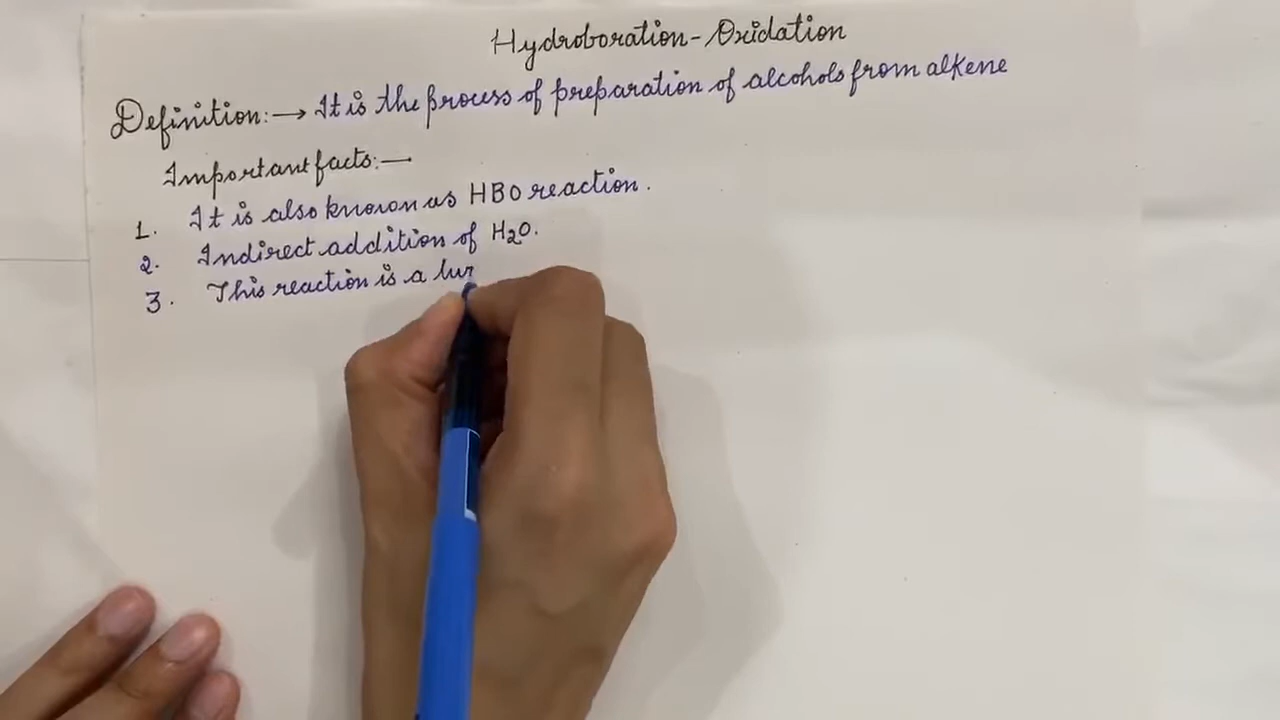 Hydroboration-Oxidation
Definition:→ It is the process of preparation of alcohols from alkene
Important facts:—
1. It is also known as HBO reaction.
2. Indirect addition of H₂O.
3. This reaction is a